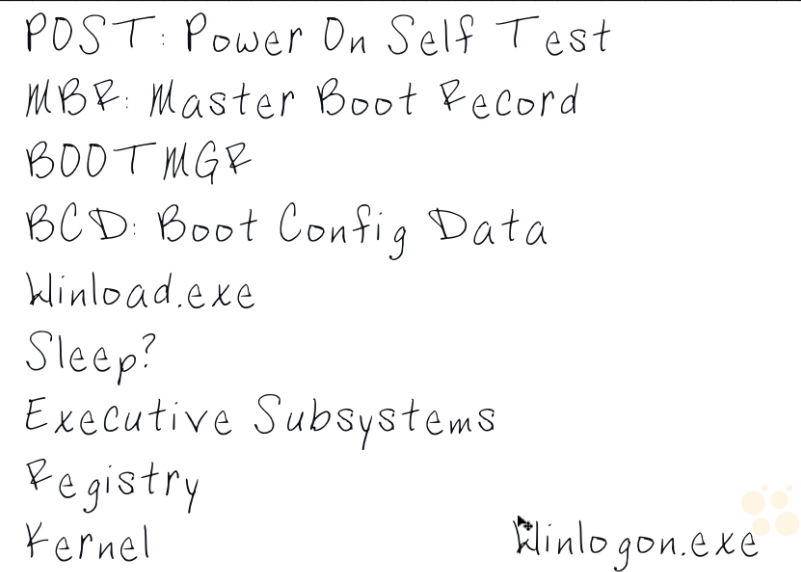 POST: Power On Self Test
MBR: Master Boot Record
BOOTMGR
BCD: Boot Config Data
Winload.exe
Sleep?
Executive Subsystems
Registry
Kernel
Winlogon.exe